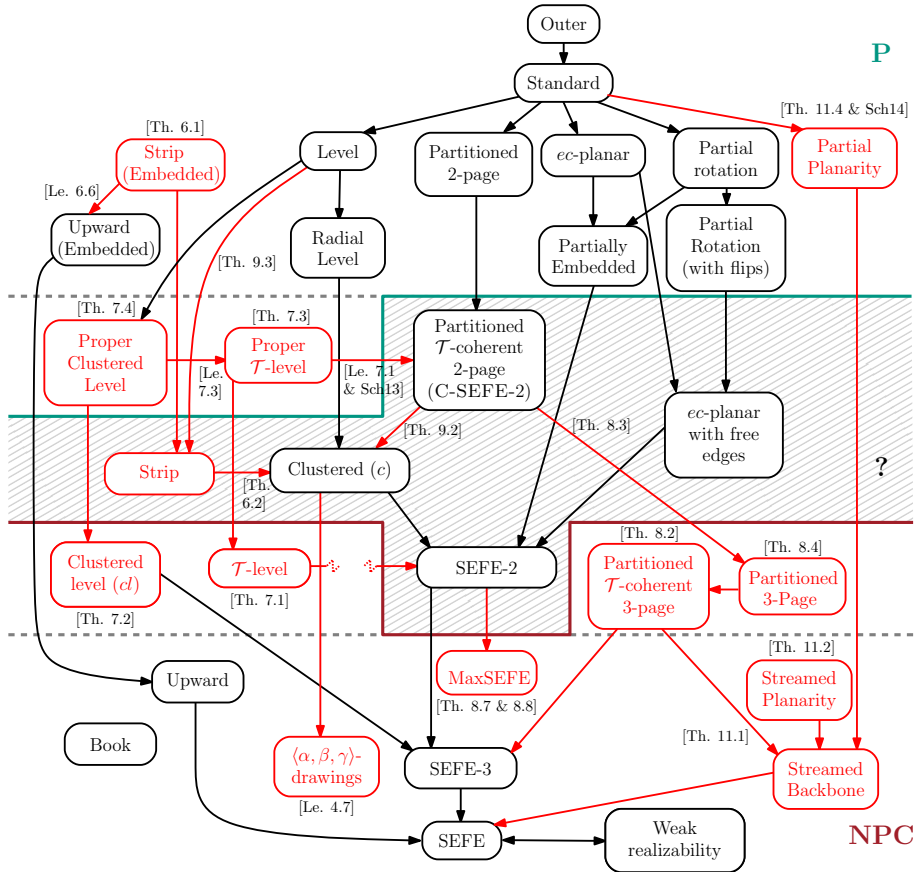 Outer
P
Standard
[Th. 11.4 & Sch14]
[Th. 6.1]
Strip
(Embedded)
Level
Partitioned
2-page
ec-planar
Partial
rotation
Partial
Planarity
[Le. 6.6]
Upward
(Embedded)
[Th. 9.3]
Radial
Level
Partially
Embedded
Partial
Rotation
(with flips)
[Th. 7.4]
Proper
Clustered
Level
[Th. 7.3]
Proper
𝒯-level
[Le.
7.3]
[Le. 7.1
& Sch13]
Partitioned
𝒯-coherent
2-page
(C-SEFE-2)
ec-planar
with free
edges
[Th. 9.2]
[Th. 8.3]
Strip
[Th.
6.2]
Clustered (c)
?
Clustered
level (cl)
[Th. 7.2]
𝒯-level
[Th. 7.1]
SEFE-2
[Th. 8.2]
Partitioned
𝒯-coherent
3-page
[Th. 8.4]
Partitioned
3-Page
Upward
MaxSEFE
[Th. 8.7 & 8.8]
[Th. 11.2]
Streamed
Planarity
[Th. 11.1]
Book
⟨α, β, γ⟩-
drawings
[Le. 4.7]
SEFE-3
Streamed
Backbone
SEFE
Weak
realizability
NPC